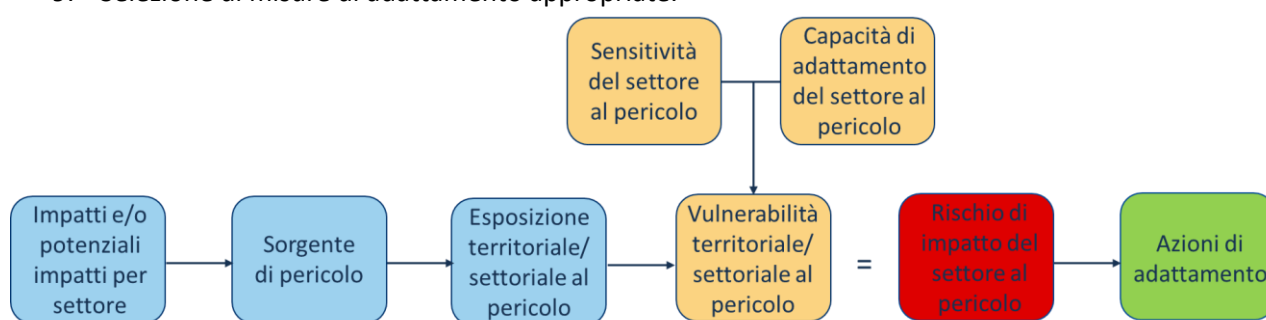 Sensitività
del settore
al pericolo
Capacità di
adattamento
del settore al
pericolo
Impatti e/o
potenziali
impatti per
settore
Sorgente
di pericolo
Esposizione
territoriale/
settoriale al
pericolo
Vulnerabilità
territoriale/
settoriale al
pericolo
=
Rischio di
impatto del
settore al
pericolo
Azioni di
adattamento